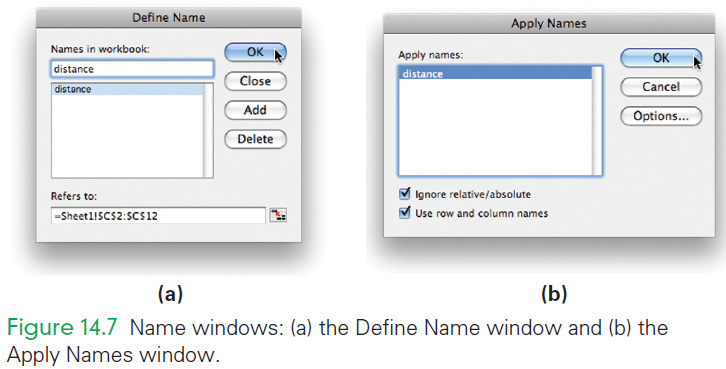 Define Name
Names in workbook:
distance
distance
OK
Close
Add
Delete
Refers to:
=Sheet1!$C$2:$C$12
(a)
Apply Names
Apply names:
distance
OK
Cancel
Options...
Ignore relative/absolute
Use row and column names
(b)
Figure 14.7 Name windows: (a) the Define Name window and (b) the
Apply Names window.